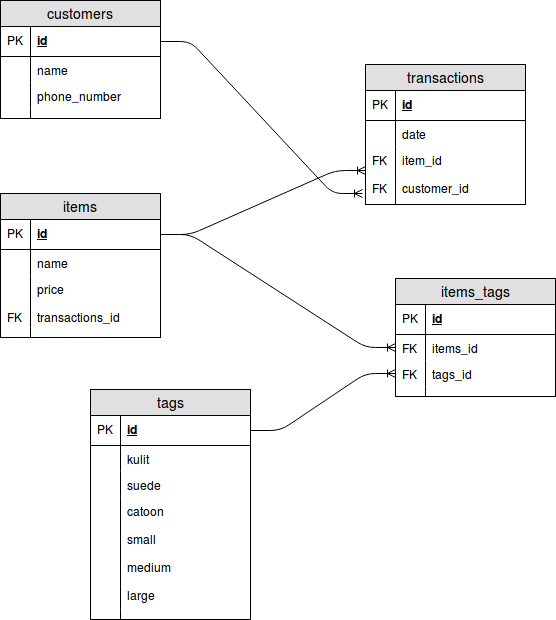 customers
PK id
name
phone_number
transactions
PK id
date
FK item_id
FK customer_id
items
PK id
name
price
FK transactions_id
items_tags
PK id
FK items_id
FK tags_id
tags
PK id
kulit
suede
catoon
small
medium
large